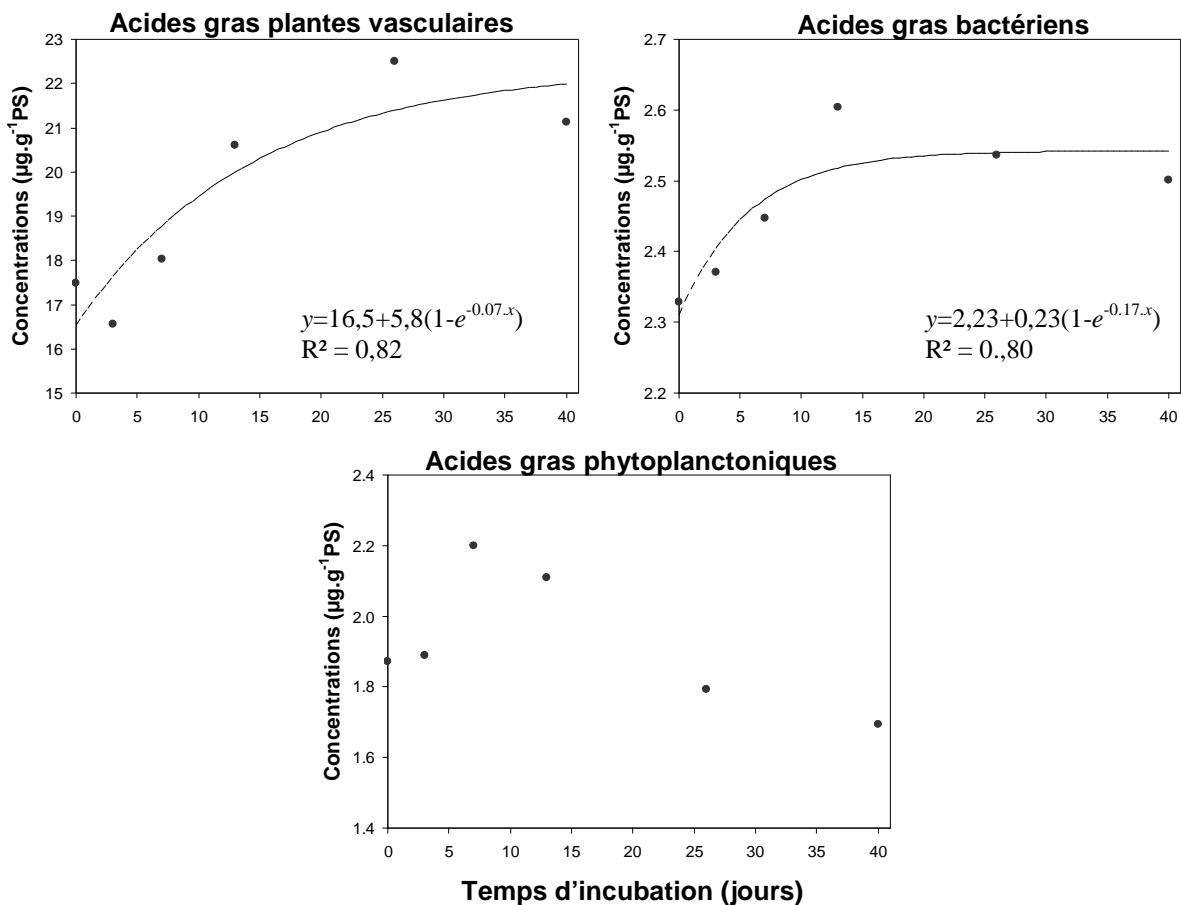 Acides gras plantes vasculaires
Concentrations (µg.g-1PS)
23
22
21
20
19
18
17
16
15
y=16,5+5,8(1-e-0.07.x)
R² = 0,82
0 5 10 15 20 25 30 35 40
Acides gras bactériens
Concentrations (µg.g-1PS)
2.7
2.6
2.5
2.4
2.3
2.2
y=2,23+0,23(1-e-0.17.x)
R² = 0.,80
0 5 10 15 20 25 30 35 40
Acides gras phytoplanctoniques
Concentrations (µg.g-1PS)
2.4
2.2
2.0
1.8
1.6
1.4
0 5 10 15 20 25 30 35 40
Temps d’incubation (jours)